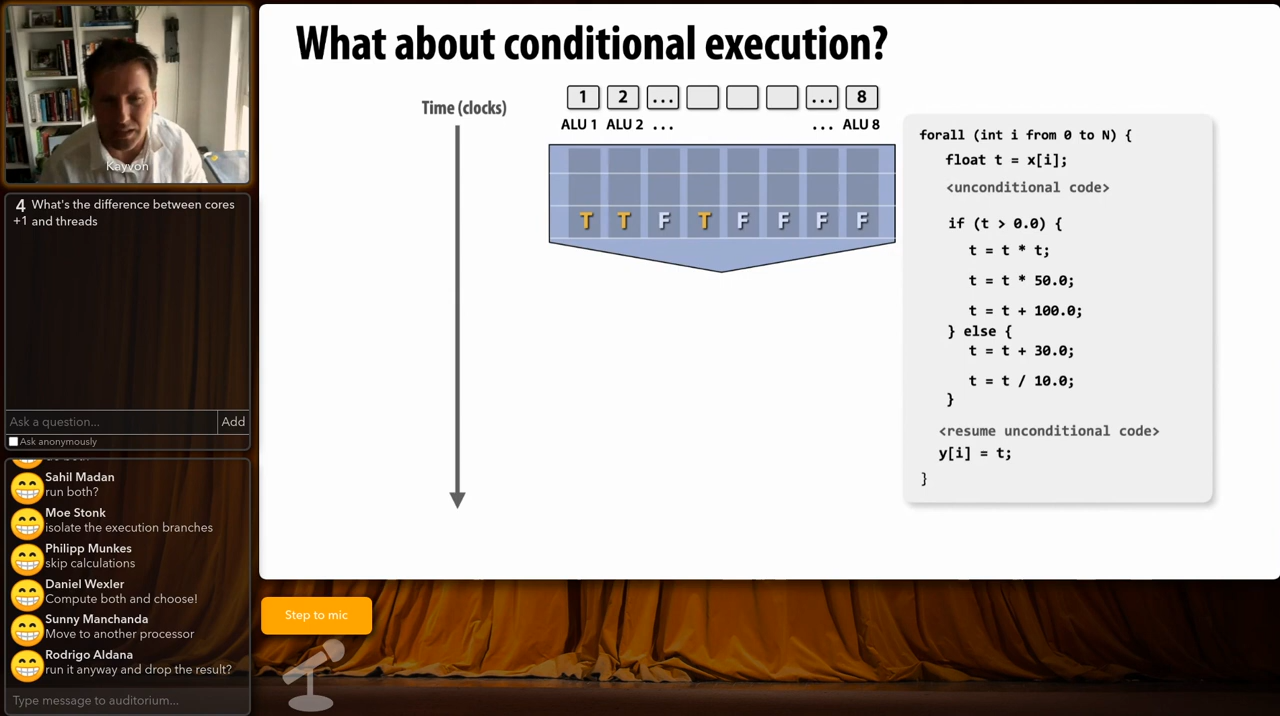 What about conditional execution?
Kayvon
4 What's the difference between cores
+1 and threads
Ask a question...
Add
Ask anonymously
Sahil Madan
run both?
Moe Stonk
isolate the execution branches
Philipp Munkes
skip calculations
Daniel Wexler
Compute both and choose!
Sunny Manchanda
Move to another processor
Rodrigo Aldana
run it anyway and drop the result?
Type message to auditorium...
Time (clocks)
1 2 ... ... 8
ALU 1 ALU 2 ... ... ALU 8
T T F T F F F F
forall (int i from 0 to N) {
float t = x[i];
<unconditional code>
if (t > 0.0) {
t = t * t;
t = t * 50.0;
t = t + 100.0;
} else {
t = t + 30.0;
t = t / 10.0;
}
<resume unconditional code>
y[i] = t;
}
Step to mic